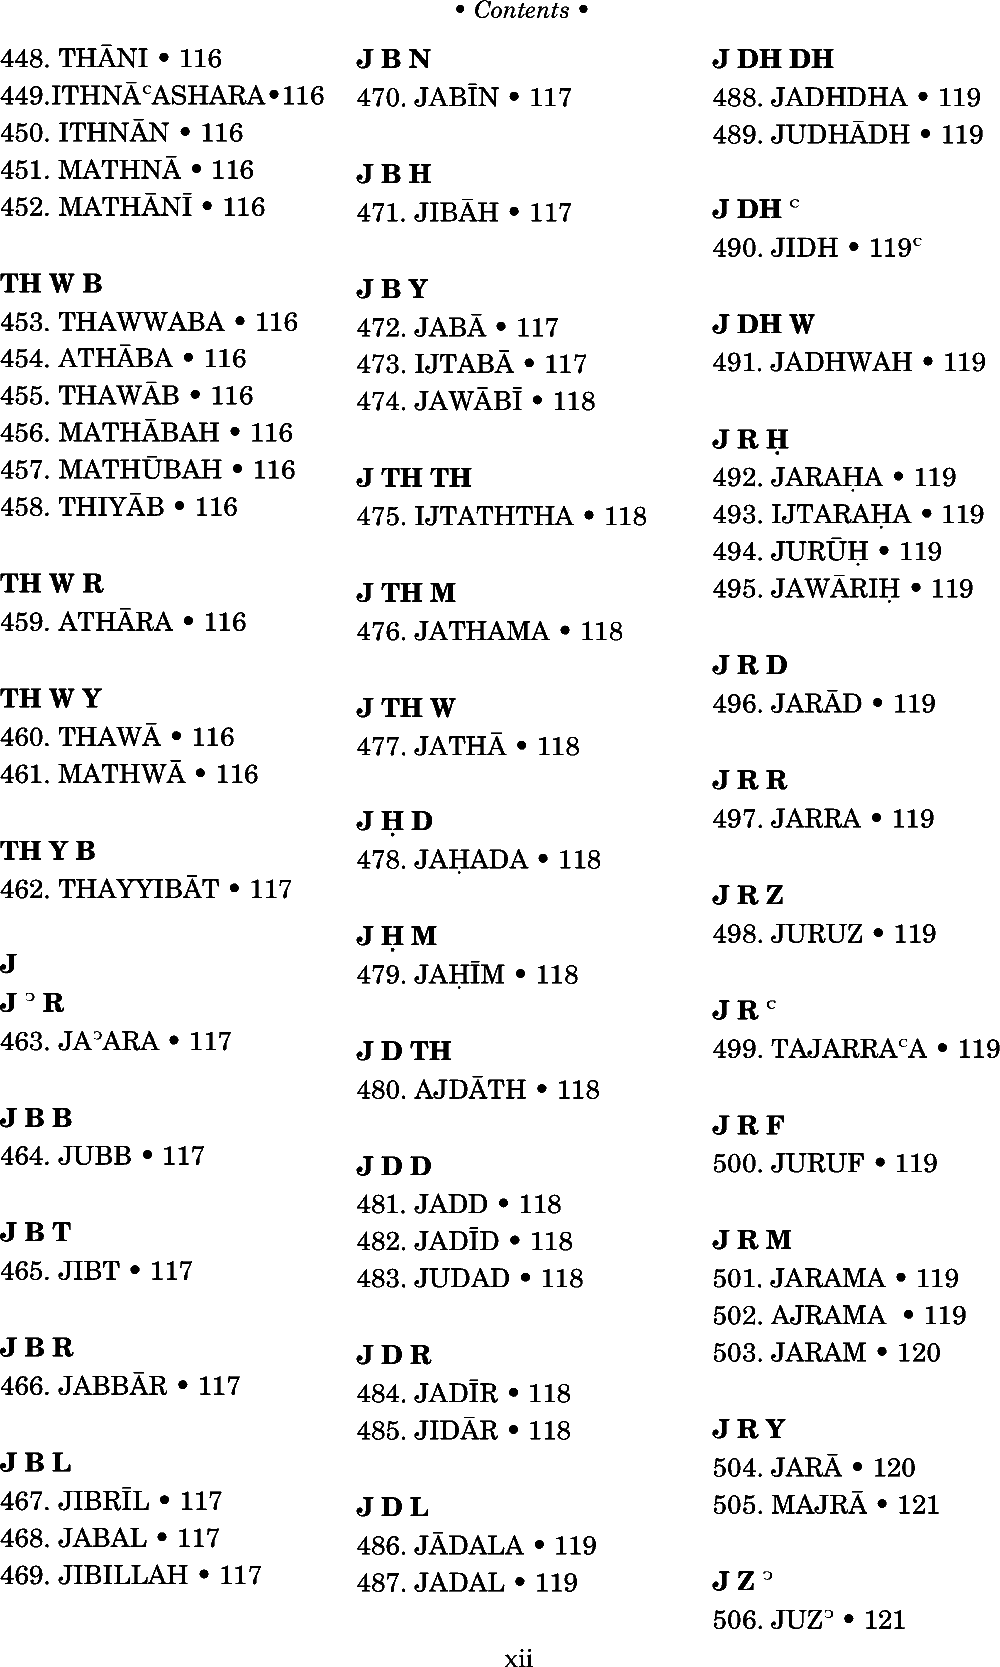 • Contents •
448. THĀNI • 116
449.ITHNĀᶜASHARA•116
450. ITHNĀN • 116
451. MATHNĀ • 116
452. MATHĀNĪ • 116
TH W B
453. THAWWABA • 116
454. ATHĀBA • 116
455. THAWĀB • 116
456. MATHĀBAH • 116
457. MATHŪBAH • 116
458. THIYĀB • 116
TH W R
459. ATHĀRA • 116
TH W Y
460. THAWĀ • 116
461. MATHWĀ • 116
TH Y B
462. THAYYIBĀT • 117
J
J ᵓ R
463. JAᵓARA • 117
J B B
464. JUBB • 117
J B T
465. JIBT • 117
J B R
466. JABBĀR • 117
J B L
467. JIBRĪL • 117
468. JABAL • 117
469. JIBILLAH • 117
J B N
470. JABĪN • 117
J B H
471. JIBĀH • 117
J B Y
472. JABĀ • 117
473. IJTABĀ • 117
474. JAWĀBĪ • 118
J TH TH
475. IJTATHTHA • 118
J TH M
476. JATHAMA • 118
J TH W
477. JATHĀ • 118
J Ḥ D
478. JAḤADA • 118
J Ḥ M
479. JAḤĪM • 118
J D TH
480. AJDĀTH • 118
J D D
481. JADD • 118
482. JADĪD • 118
483. JUDAD • 118
J D R
484. JADĪR • 118
485. JIDĀR • 118
J D L
486. JĀDALA • 119
487. JADAL • 119
J DH DH
488. JADHDHA • 119
489. JUDHĀDH • 119
J DH ᶜ
490. JIDH • 119ᶜ
J DH W
491. JADHWAH • 119
J R Ḥ
492. JARAḤA • 119
493. IJTARAḤA • 119
494. JURŪḤ • 119
495. JAWĀRIḤ • 119
J R D
496. JARĀD • 119
J R R
497. JARRA • 119
J R Z
498. JURUZ • 119
J R ᶜ
499. TAJARRAᶜA • 119
J R F
500. JURUF • 119
J R M
501. JARAMA • 119
502. AJRAMA • 119
503. JARAM • 120
J R Y
504. JARĀ • 120
505. MAJRĀ • 121
J Z ᵓ
506. JUZᵓ • 121
xii